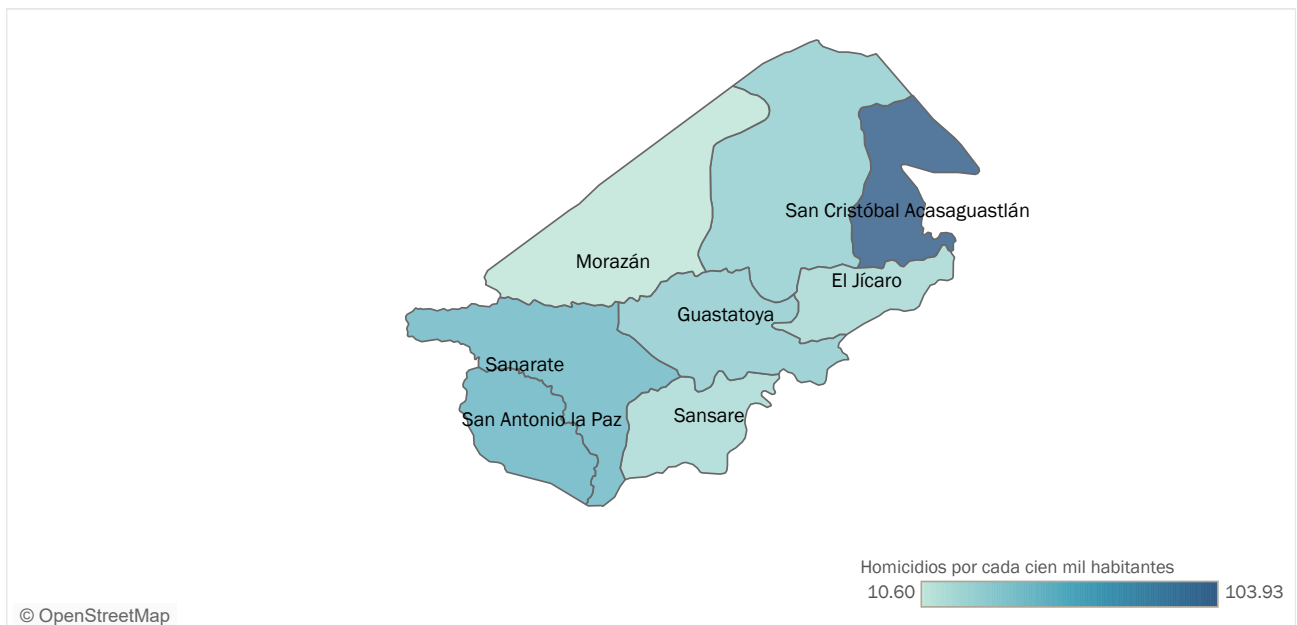 San Cristóbal Acasaguastlán
Morazán
El Jícaro
Guastatoya
Sanarate
San Antonio la Paz
Sansare
Homicidios por cada cien mil habitantes
10.60
103.93
© OpenStreetMap